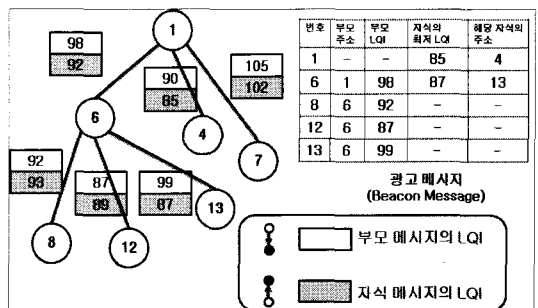 1
98
92
90
85
105
102
6
4
7
92
93
87
89
99
87
13
8
12
번호 부모 주소 부모 LQI 자식의 최저 LQI 해당 자식의 주소
1 - - 85 4
6 1 98 87 13
8 6 92 - -
12 6 87 - -
13 6 99 - -
광고 메시지
(Beacon Message)
부모 메시지의 LQI
자식 메시지의 LQI